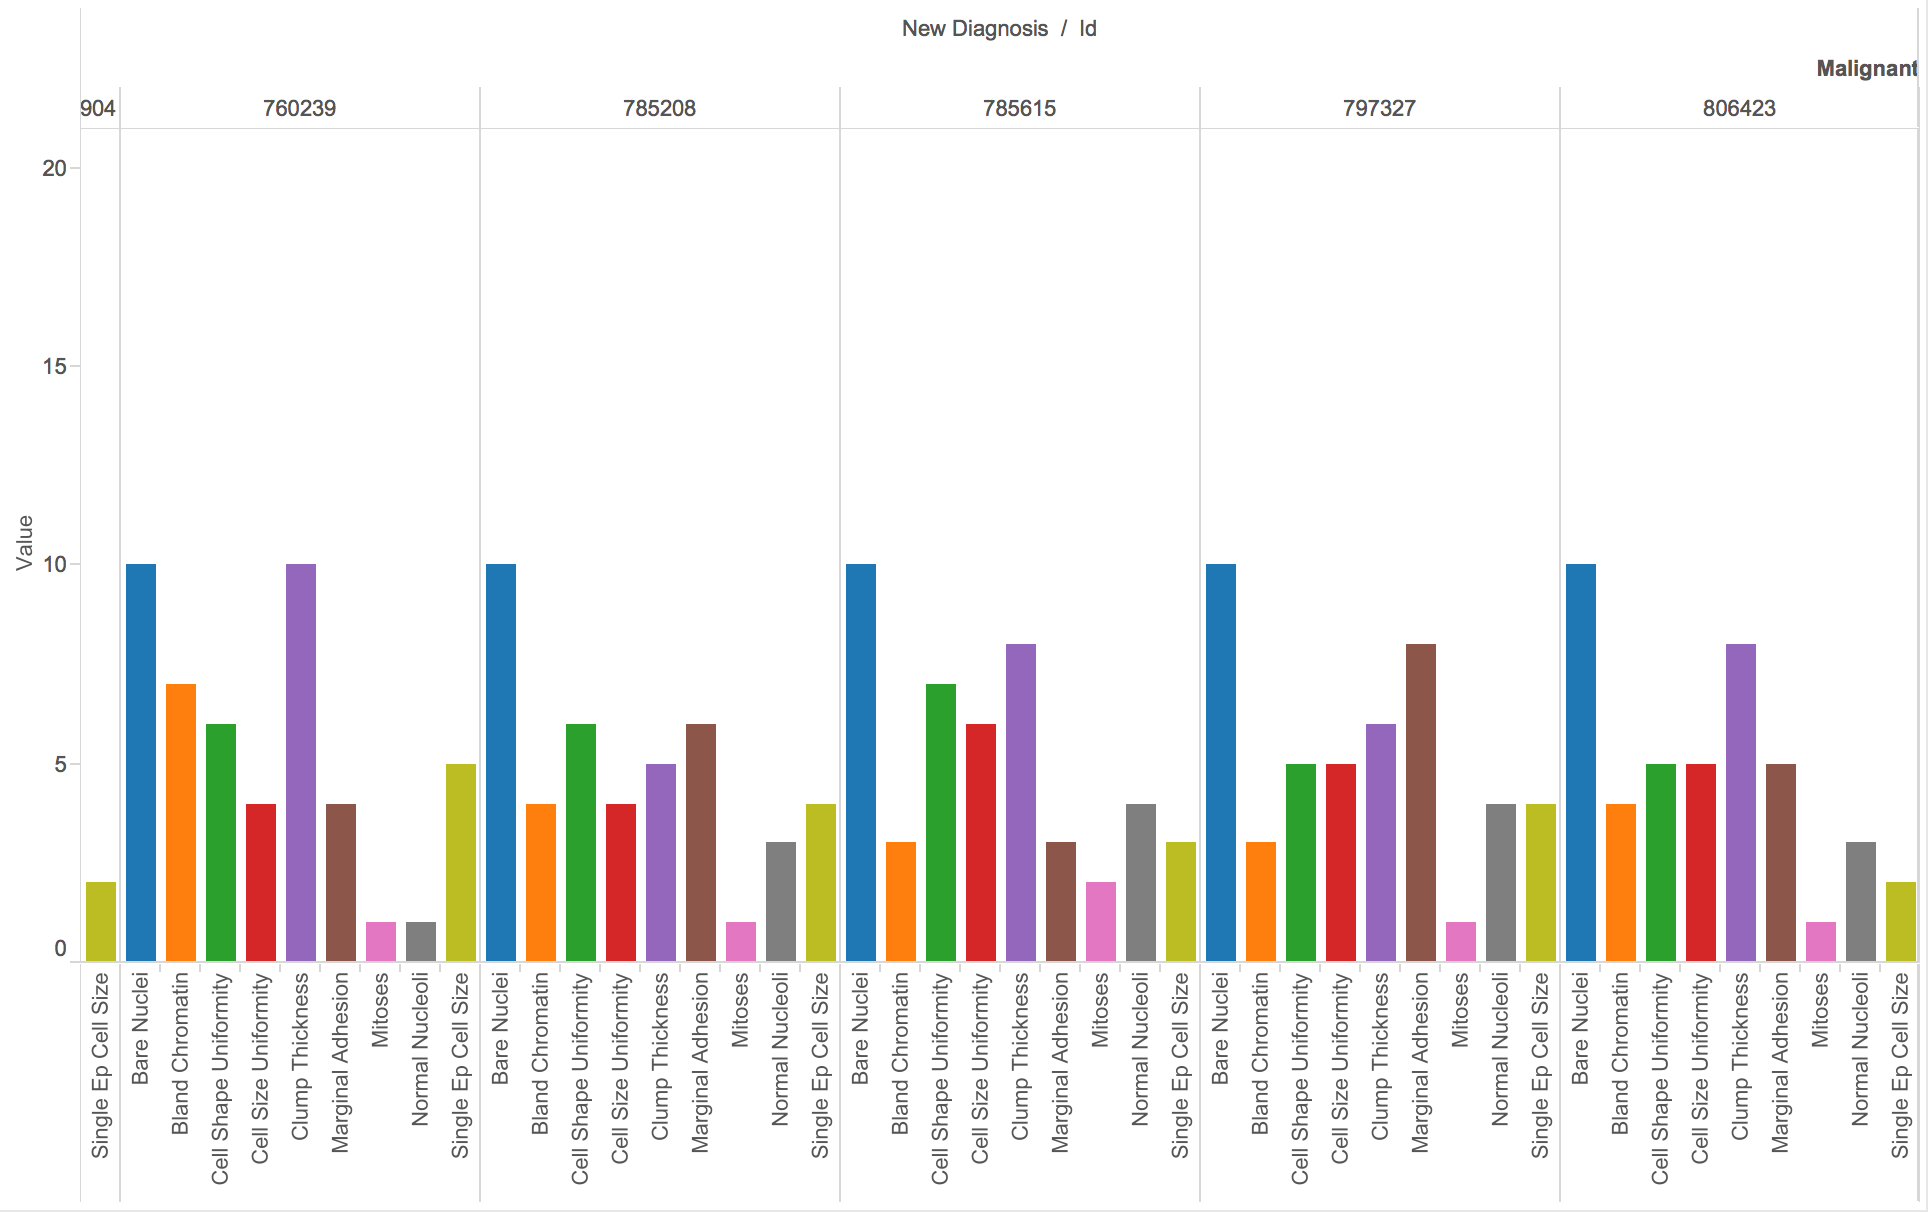 New Diagnosis / Id
Malignant
904 760239 785208 785615 797327 806423
20
15
10
5
0
Value
Single Ep Cell Size
Bare Nuclei
Bland Chromatin
Cell Shape Uniformity
Cell Size Uniformity
Clump Thickness
Marginal Adhesion
Mitoses
Normal Nucleoli
Single Ep Cell Size
Bare Nuclei
Bland Chromatin
Cell Shape Uniformity
Cell Size Uniformity
Clump Thickness
Marginal Adhesion
Mitoses
Normal Nucleoli
Single Ep Cell Size
Bare Nuclei
Bland Chromatin
Cell Shape Uniformity
Cell Size Uniformity
Clump Thickness
Marginal Adhesion
Mitoses
Normal Nucleoli
Single Ep Cell Size
Bare Nuclei
Bland Chromatin
Cell Shape Uniformity
Cell Size Uniformity
Clump Thickness
Marginal Adhesion
Mitoses
Normal Nucleoli
Single Ep Cell Size
Bare Nuclei
Bland Chromatin
Cell Shape Uniformity
Cell Size Uniformity
Clump Thickness
Marginal Adhesion
Mitoses
Normal Nucleoli
Single Ep Cell Size